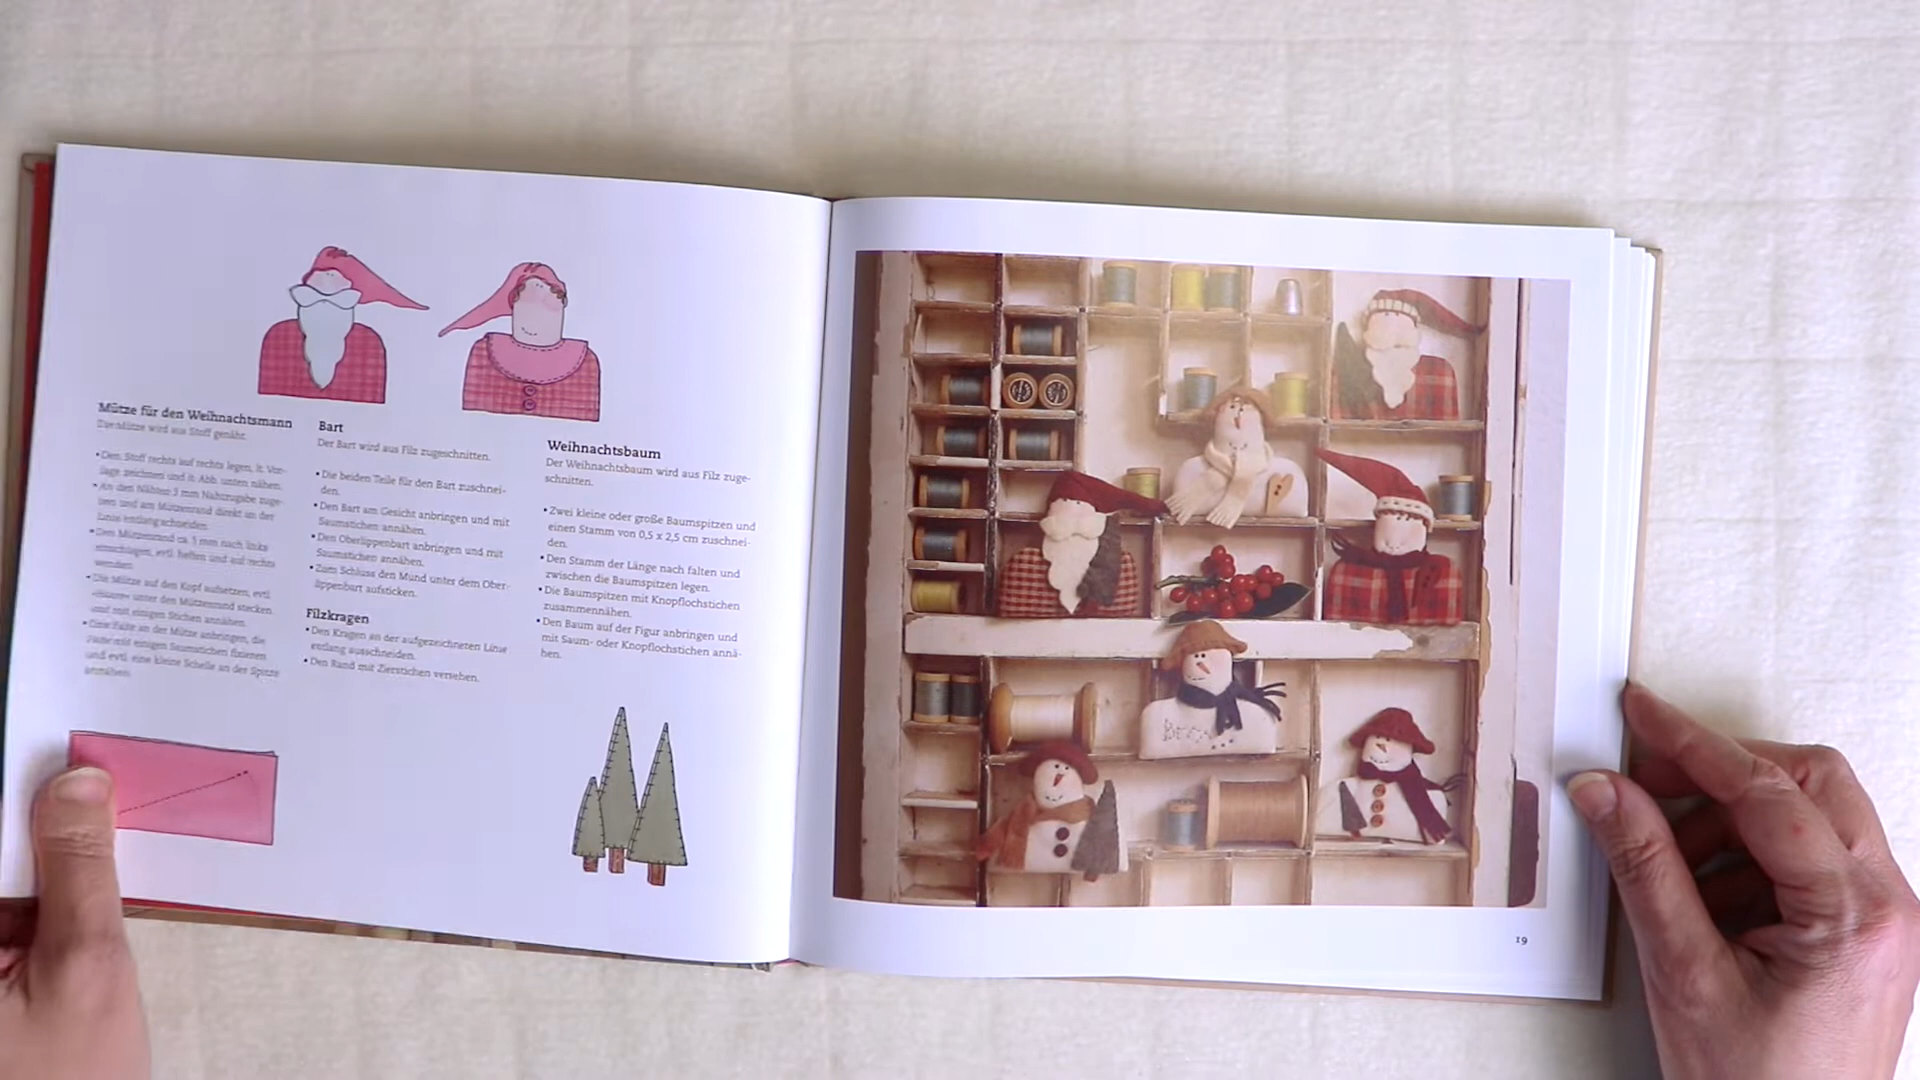 Mütze für den Weihnachtsmann
Die Mütze wird aus Stoff genäht.
• Den Stoff rechts auf rechts legen, lt. Vor-
lage zeichnen und lt. Abb. unten nähen.
• An den Nähten 3 mm Nahtzugabe zuge-
ben und am Mützenrand direkt an der
Linie entlang schneiden.
• Den Mützenrand ca. 5 mm nach links
einschlagen, evtl. heften und auf rechts
wenden.
• Die Mütze auf den Kopf aufsetzen, evtl.
«Haare» unter den Mützenrand stecken
und mit einigen Stichen annähen.
• Eine Falte an der Mütze anbringen, die
mit einigen Saumstichen fixieren
und evtl. eine kleine Schelle an der Spitze
annähen.
Bart
Der Bart wird aus Filz zugeschnitten.
• Die beiden Teile für den Bart zuschnei-
den.
• Den Bart am Gesicht anbringen und mit
Saumstichen annähen.
• Den Oberlippenbart anbringen und mit
Saumstichen annähen.
• Zum Schluss den Mund unter dem Ober-
lippenbart aufsticken.
Filzkragen
• Den Kragen an der aufgezeichneten Linie
entlang ausschneiden.
• Den Rand mit Zierstichen versehen.
Weihnachtsbaum
Der Weihnachtsbaum wird aus Filz zuge-
schnitten.
• Zwei kleine oder große Baumspitzen und
einen Stamm von 0,5 x 2,5 cm zuschnei-
den.
• Den Stamm der Länge nach falten und
zwischen die Baumspitzen legen.
• Die Baumspitzen mit Knopflochstichen
zusammennähen.
• Den Baum auf der Figur anbringen und
mit Saum- oder Knopflochstichen annä-
hen.
19